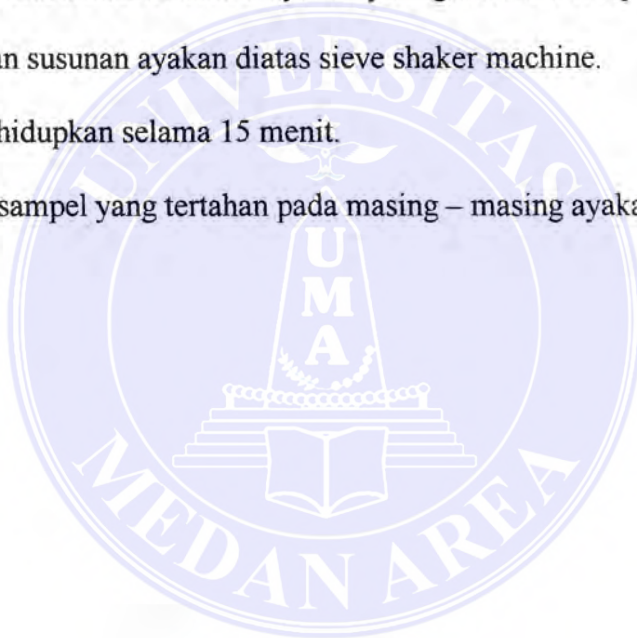 un susunan ayakan diatas sieve shaker machine.
hidupkan selama 15 menit.
sampel yang tertahan pada masing – masing ayaka
UNIVERSITAS
UMA
MEDAN AREA